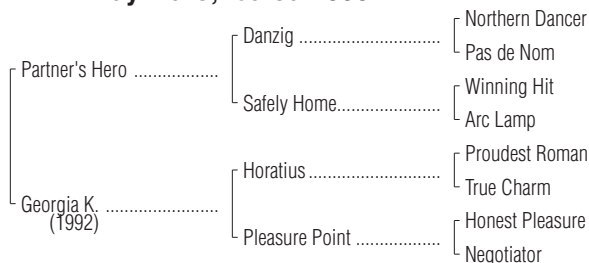 Northern Dancer
Danzig ....................................
Pas de Nom
Partner's Hero .....................
Winning Hit
Safely Home..........................
Arc Lamp
Proudest Roman
Horatius .................................
True Charm
Georgia K. ............................
(1992)
Honest Pleasure
Pleasure Point .....................
Negotiator